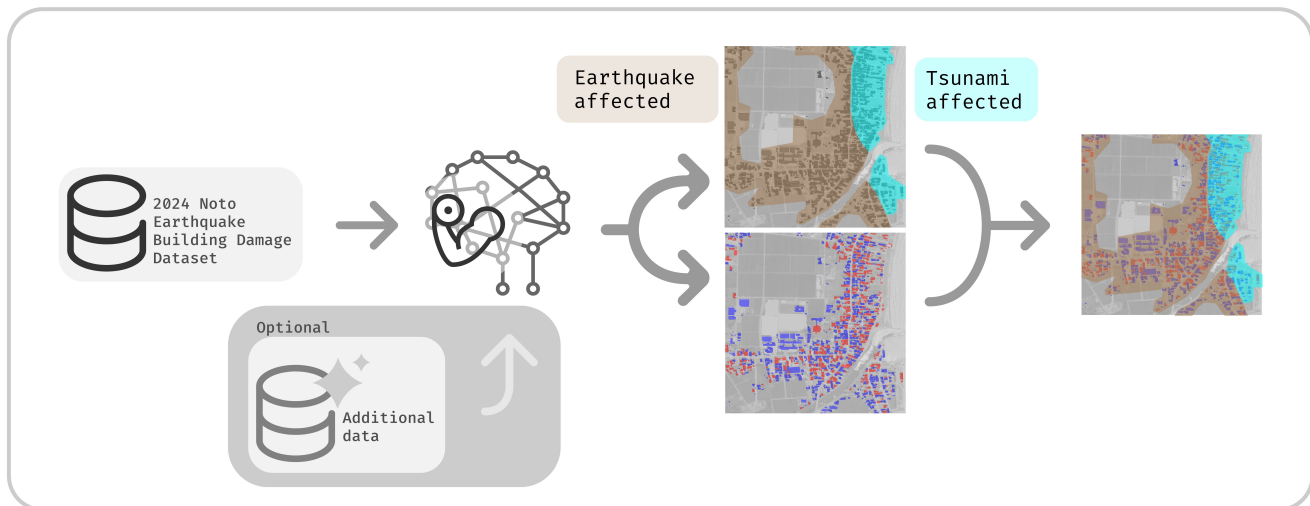 Earthquake
affected
Tsunami
affected
2024 Noto
Earthquake
Building Damage
Dataset
Optional
Additional
data